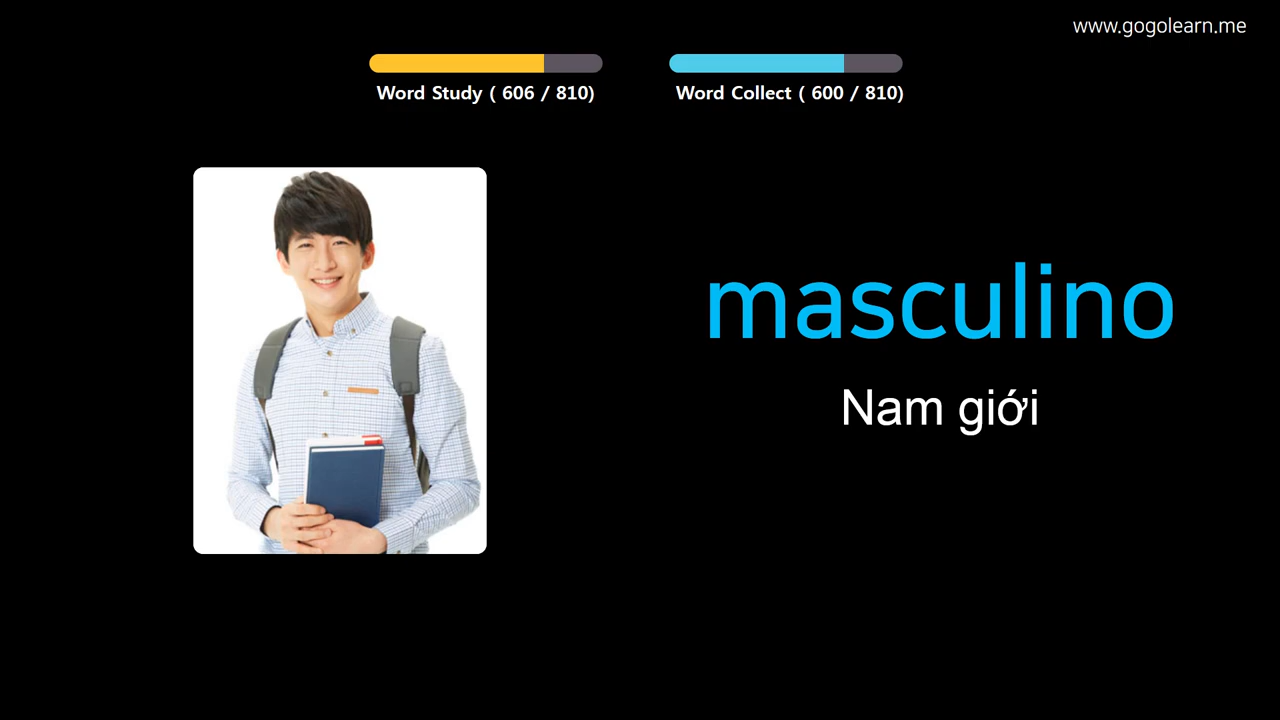 www.gogolearn.me
Word Study ( 606 / 810)
Word Collect ( 600 / 810)
masculino
Nam giới